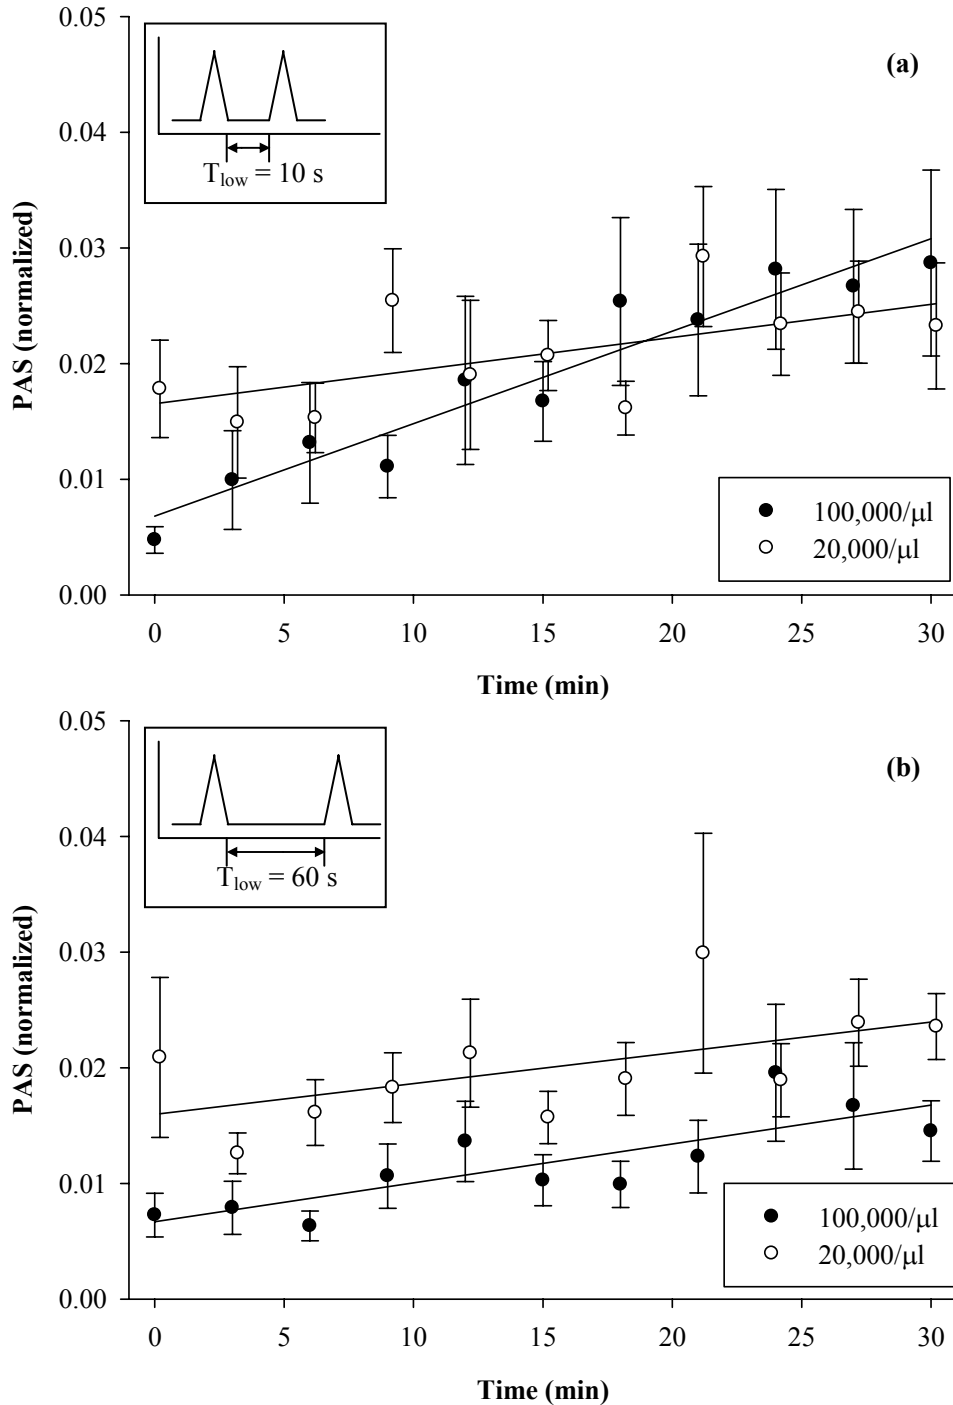 0.05
(a)
0.04
T_low = 10 s
0.03
PAS (normalized)
0.02
0.01
100,000/μl
20,000/μl
0.00
0 5 10 15 20 25 30
Time (min)
0.05
(b)
0.04
T_low = 60 s
0.03
PAS (normalized)
0.02
0.01
100,000/μl
20,000/μl
0.00
0 5 10 15 20 25 30
Time (min)